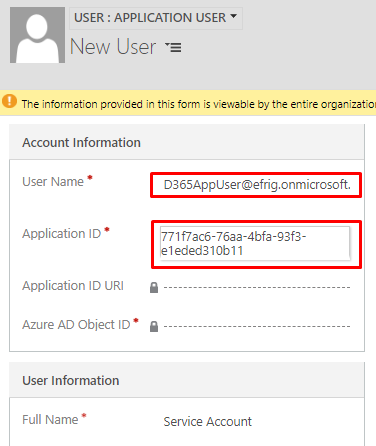 USER : APPLICATION USER
New User
The information provided in this form is viewable by the entire organizatio
Account Information
User Name * D365AppUser@efrig.onmicrosoft.
Application ID * 771f7ac6-76aa-4bfa-93f3-
e1eded310b11
Application ID URI
Azure AD Object ID *
User Information
Full Name * Service Account